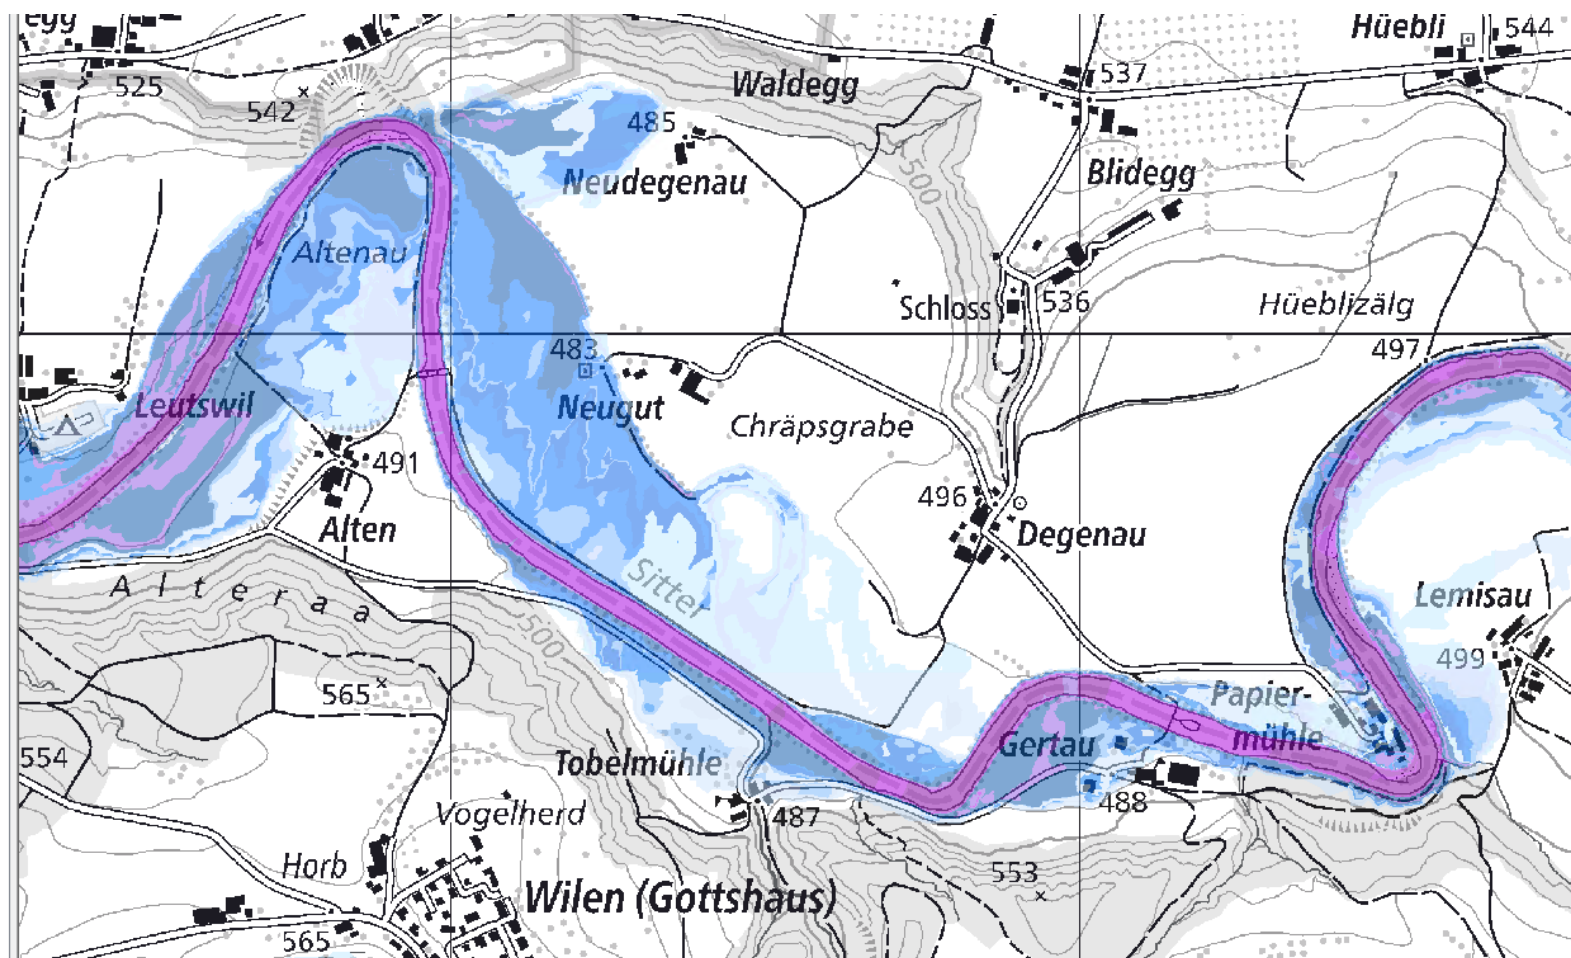 egg
Hüebli
544
525
542
Waldegg
537
485
Neudegenau
Blidegg
500
Altenau
Schloss
536
Hüeblizälg
483
497
Leutswil
Neugut
Chräpsgrabe
491
496
Alten
Degenau
Alteraa
Sitter
500
Lemisau
499
565
Papier-
mühle
554
Tobelmühle
Gertau
487
488
Vogelherd
Horb
553
Wilen (Gottshaus)
565